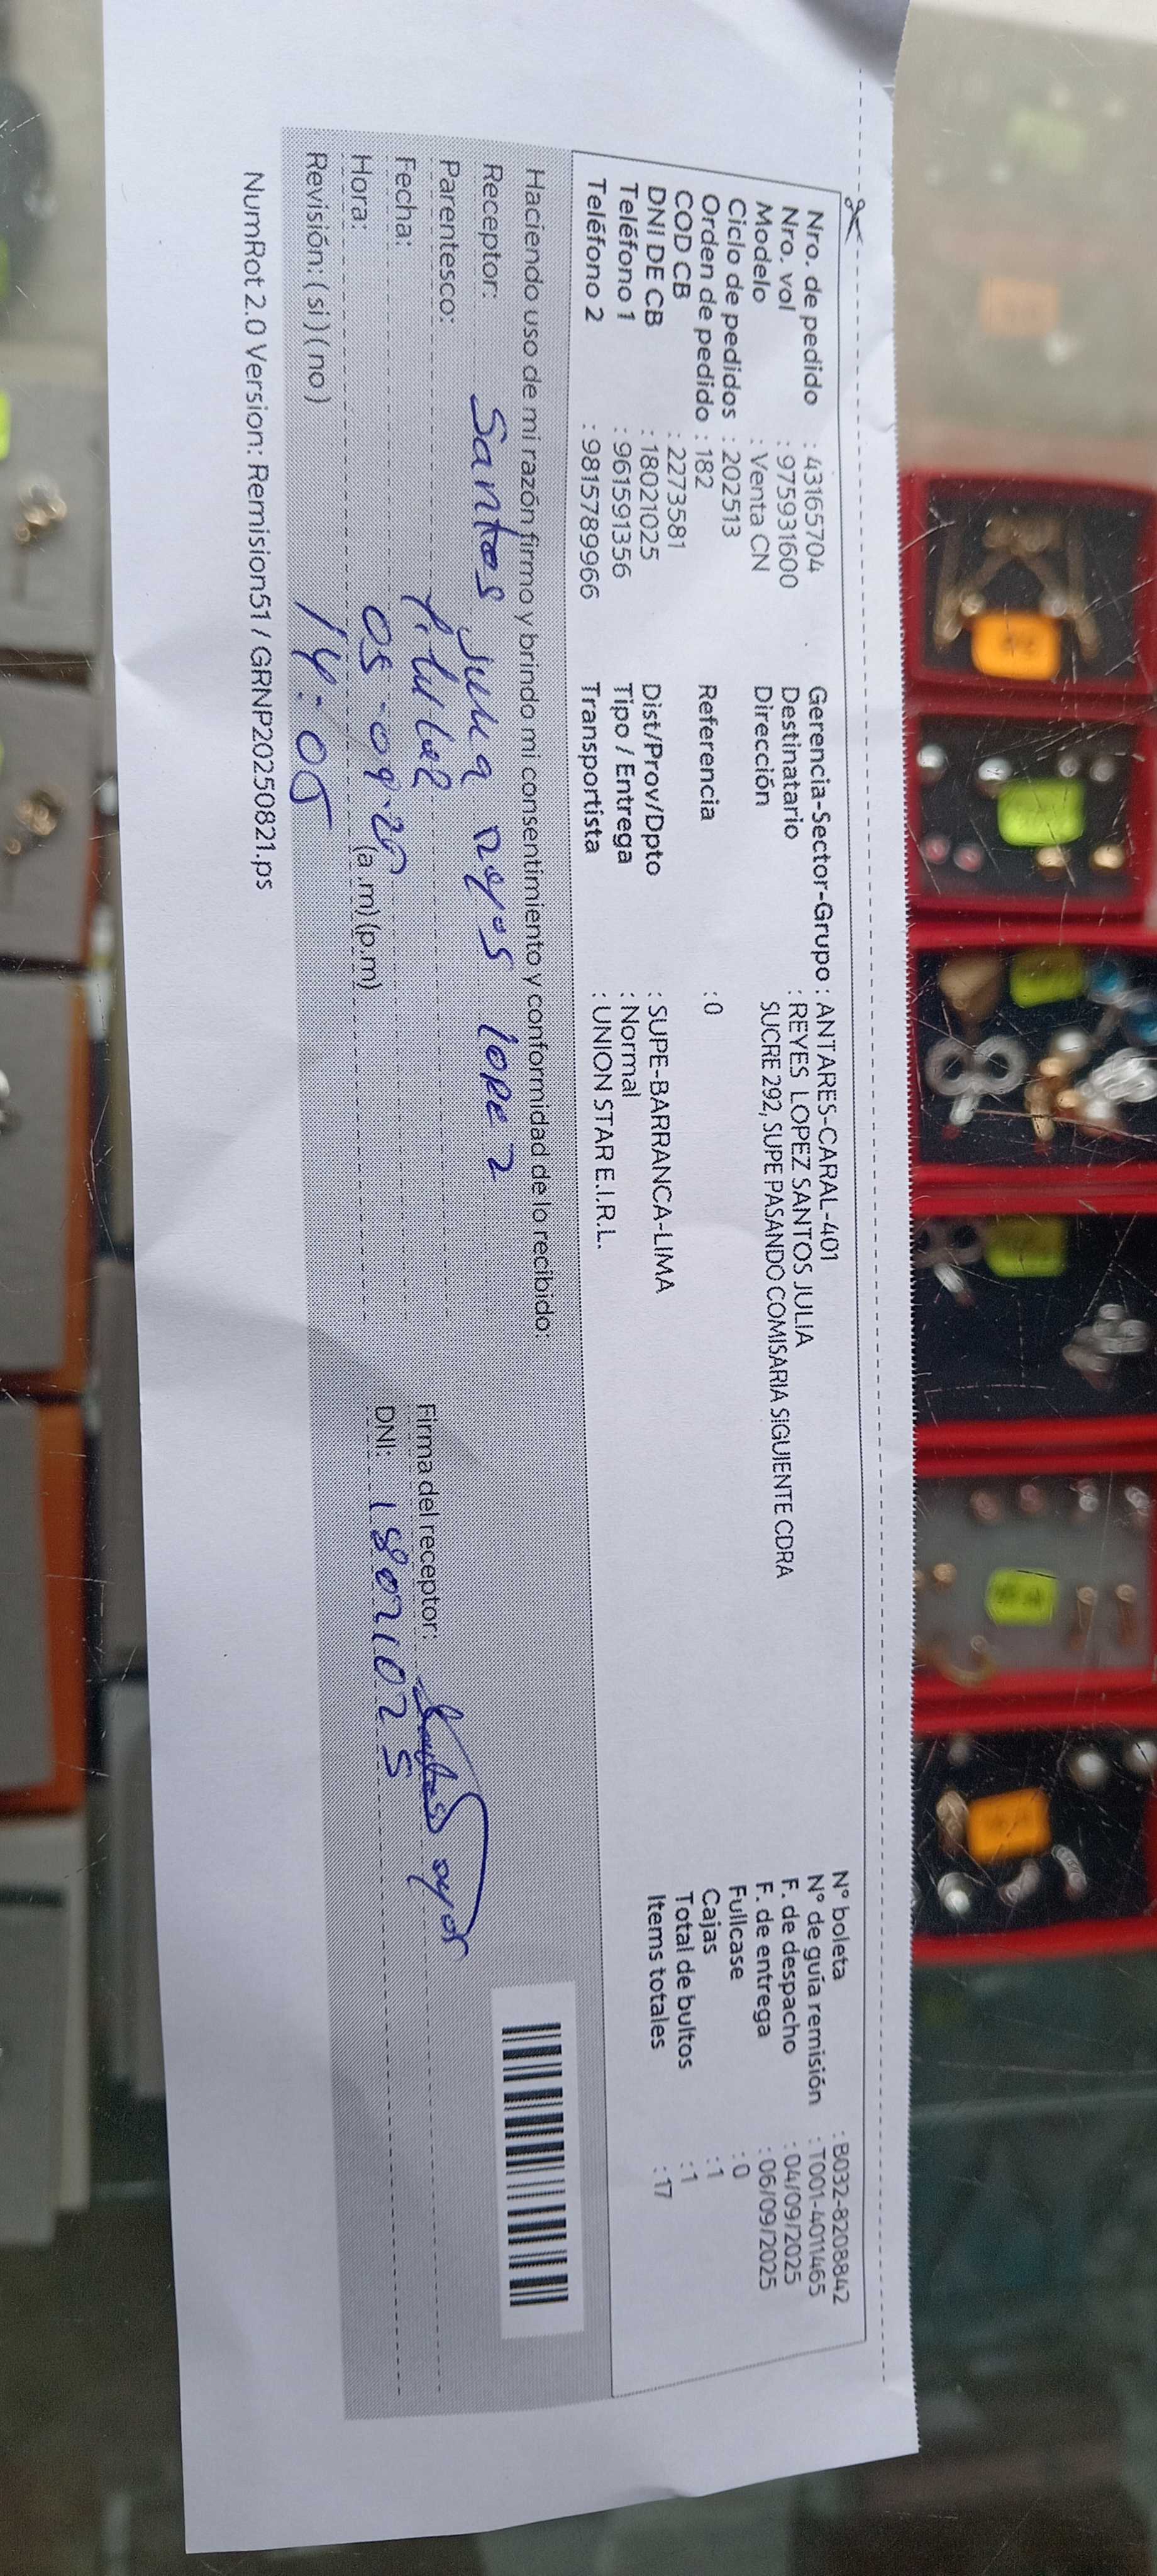 Nro. de pedido : 43165704 Gerencia-Sector-Grupo : ANTARES-CARAL-401 N° boleta : B032-8208842
Nro. vol : 975931600 Destinatario : REYES LOPEZ SANTOS JULIA N° de guía remisión : T001-4011465
Modelo : Venta CN Dirección SUCRE 292, SUPE PASANDO COMISARIA SIGUIENTE CDRA F. de despacho : 04/09/2025
Ciclo de pedidos : 202513 F. de entrega : 06/09/2025
Orden de pedido : 182 Referencia : 0 Fullcase : 0
COD CB : 2273581 Cajas : 1
DNI DE CB : 18021025 Dist/Prov/Dpto : SUPE-BARRANCA-LIMA Total de bultos : 1
Teléfono 1 : 961591356 Tipo / Entrega : Normal Items totales : 17
Teléfono 2 : 9815789966 Transportista : UNION STAR E.I.R.L.
Haciendo uso de mi razón firmo y brindo mi consentimiento y conformidad de lo recibido:
Receptor: Santos Julia reyes lopez
Parentesco: Firma del receptor:
Fecha: 05-09-25 DNI: 18021025
Hora: 14:05 (a.m) (p.m)
Revisión: ( si ) ( no )
NumRot 2.0 Version: Remision51 / GRNP20250821.ps